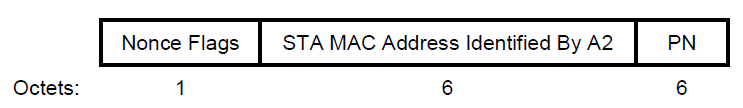 Nonce Flags STA MAC Address Identified By A2 PN
Octets: 1 6 6